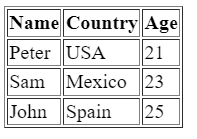 Name Country Age
Peter USA 21
Sam Mexico 23
John Spain 25